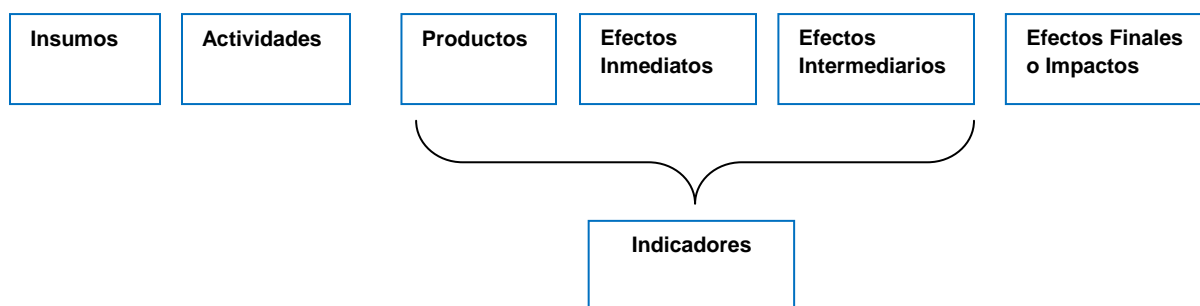 Insumos
Actividades
Productos
Efectos
Inmediatos
Efectos
Intermediarios
Efectos Finales
o Impactos
Indicadores